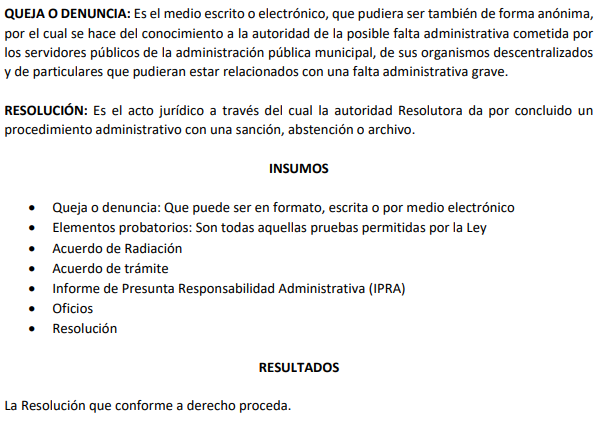 QUEJA O DENUNCIA: Es el medio escrito o electrónico, que pudiera ser también de forma anónima,
por el cual se hace del conocimiento a la autoridad de la posible falta administrativa cometida por
los servidores públicos de la administración pública municipal, de sus organismos descentralizados
y de particulares que pudieran estar relacionados con una falta administrativa grave.
RESOLUCIÓN: Es el acto jurídico a través del cual la autoridad Resolutora da por concluido un
procedimiento administrativo con una sanción, abstención o archivo.
INSUMOS
• Queja o denuncia: Que puede ser en formato, escrita o por medio electrónico
• Elementos probatorios: Son todas aquellas pruebas permitidas por la Ley
• Acuerdo de Radiación
• Acuerdo de trámite
• Informe de Presunta Responsabilidad Administrativa (IPRA)
• Oficios
• Resolución
RESULTADOS
La Resolución que conforme a derecho proceda.